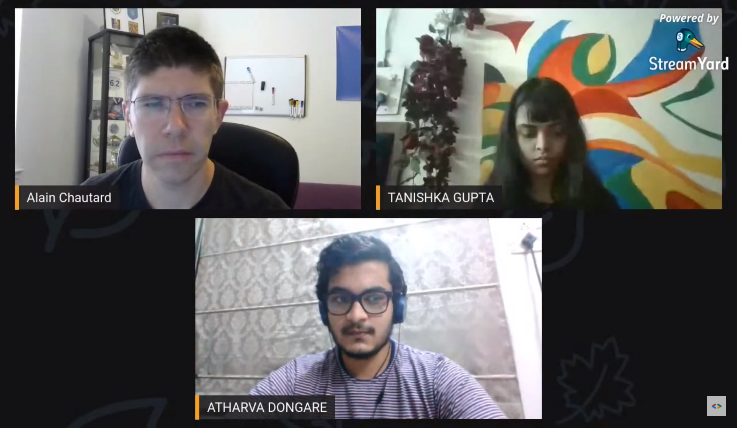 Powered by
StreamYard
Alain Chautard
TANISHKA GUPTA
ATHARVA DONGARE